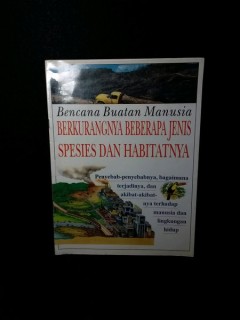 Bencana Buatan Manusia
BERKURANGNYA BEBERAPA JENIS
SPESIES DAN HABITATNYA
Penyebab-penyebabnya, bagaimana
terjadinya, dan
akibat-akibat-
nya terhadap
manusia dan
lingkungan
hidup